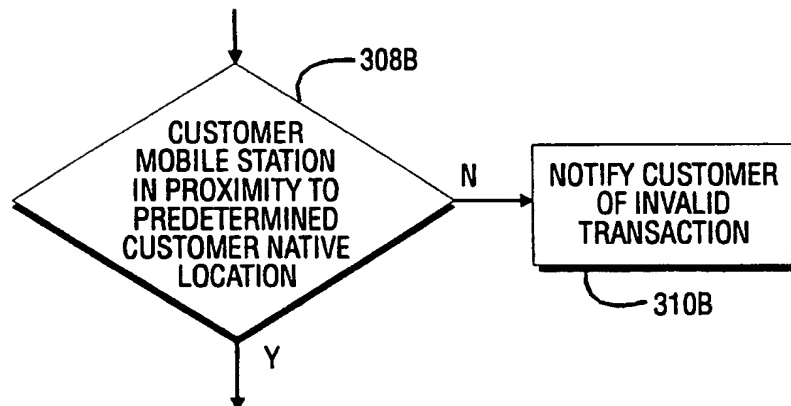 308B
CUSTOMER
MOBILE STATION
IN PROXIMITY TO
PREDETERMINED
CUSTOMER NATIVE
LOCATION
N
NOTIFY CUSTOMER
OF INVALID
TRANSACTION
310B
Y